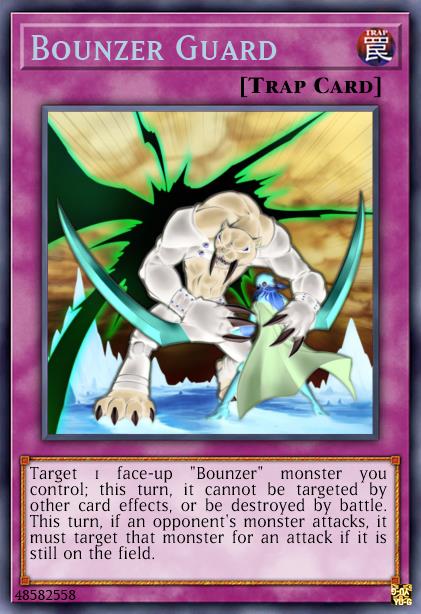 Bounzer Guard
TRAP
罠
[Trap Card]
Target 1 face-up "Bounzer" monster you
control; this turn, it cannot be targeted by
other card effects, or be destroyed by battle.
This turn, if an opponent's monster attacks, it
must target that monster for an attack if it is
still on the field.
48582558